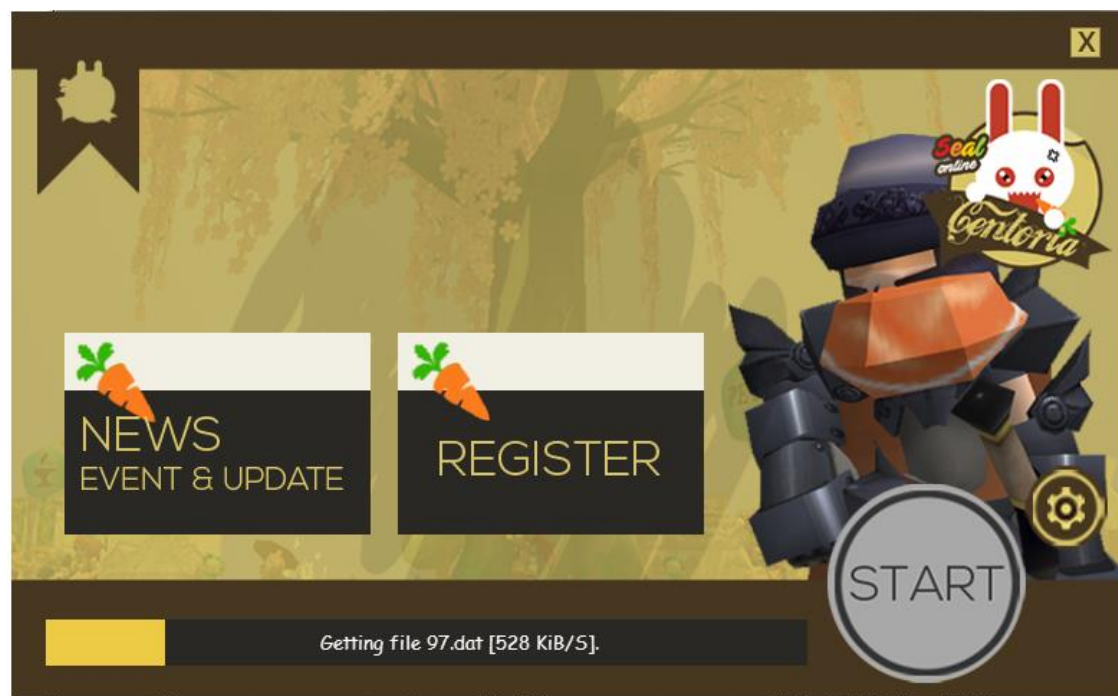 X
Seal
online
Centoria
NEWS
EVENT & UPDATE
REGISTER
START
Getting file 97.dat [528 KiB/S].